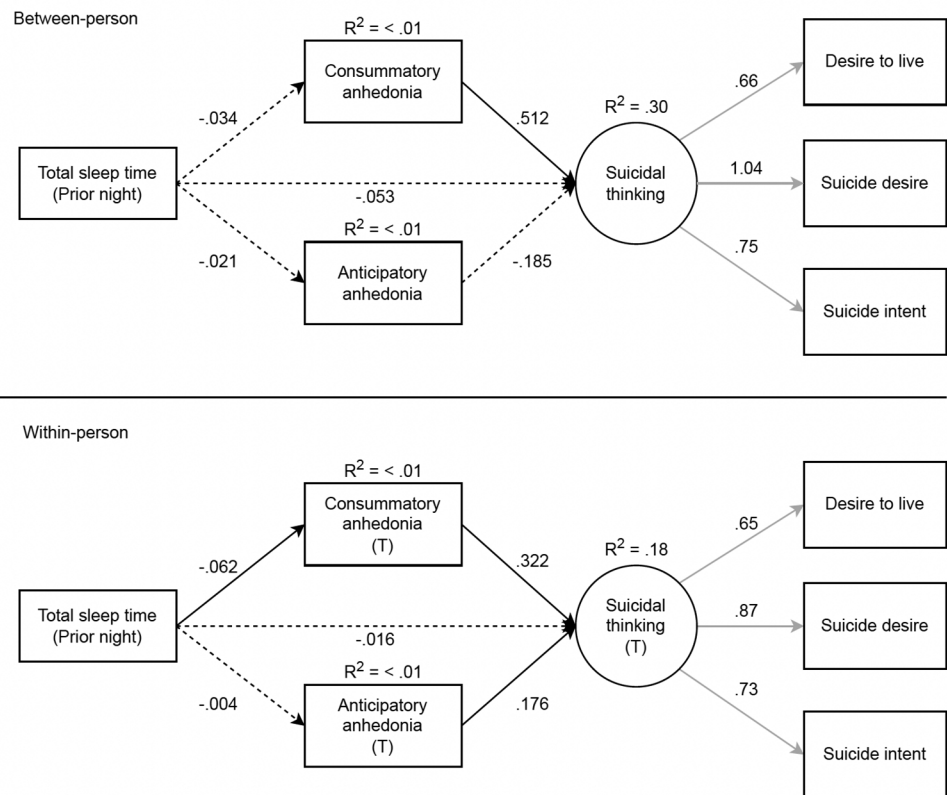 Between-person
R² = < .01
Consummatory
anhedonia
-.034
.512
Total sleep time
(Prior night)
-.053
R² = < .01
-.021
Anticipatory
anhedonia
-.185
R² = .30
Suicidal
thinking
.66
1.04
.75
Desire to live
Suicide desire
Suicide intent
Within-person
R² = < .01
Consummatory
anhedonia
(T)
-.062
.322
Total sleep time
(Prior night)
-.016
R² = < .01
-.004
Anticipatory
anhedonia
(T)
.176
R² = .18
Suicidal
thinking
(T)
.65
.87
.73
Desire to live
Suicide desire
Suicide intent